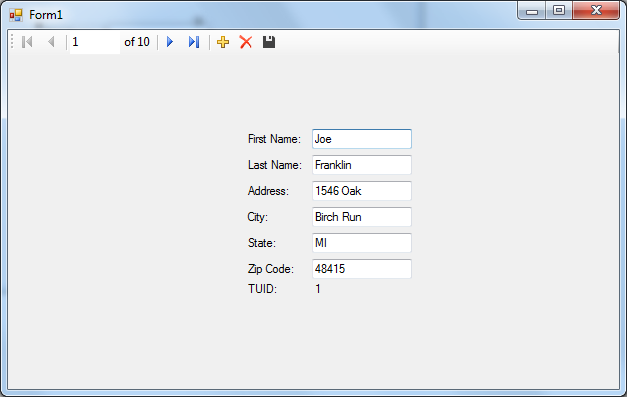 Form1
1 of 10
First Name: Joe
Last Name: Franklin
Address: 1546 Oak
City: Birch Run
State: MI
Zip Code: 48415
TUID: 1